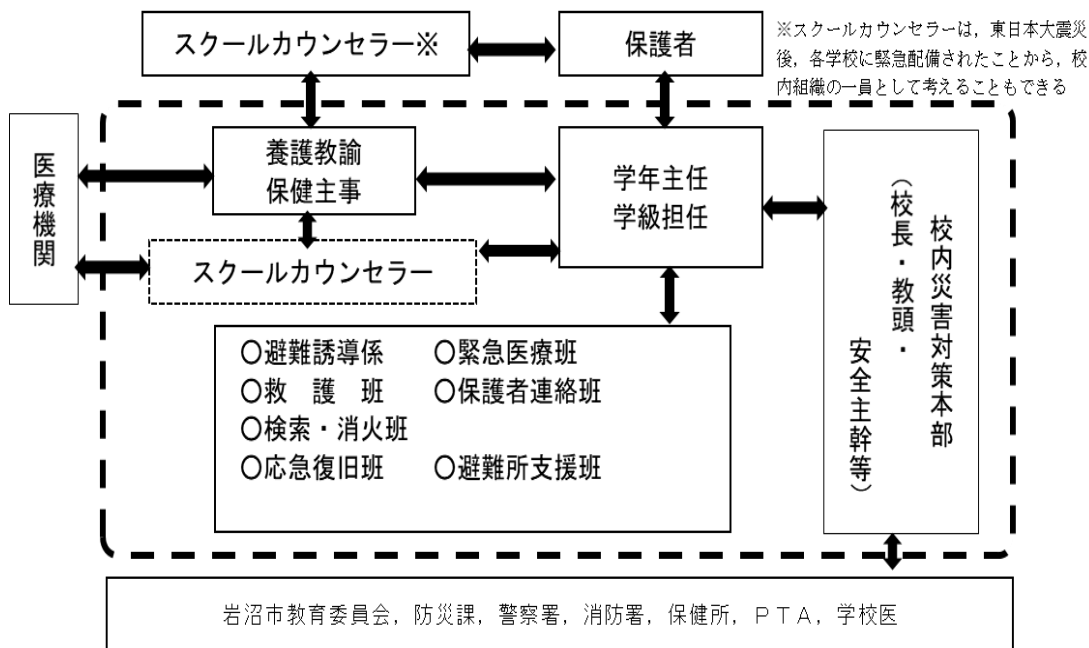 スクールカウンセラー※
保護者
※スクールカウンセラーは，東日本大震災
後，各学校に緊急配備されたことから，校
内組織の一員として考えることもできる
医療機関
養護教諭
保健主事
学年主任
学級担任
スクールカウンセラー
校内災害対策本部
（校長・教頭・
安全主幹等）
○避難誘導係　○緊急医療班
○救　護　班　○保護者連絡班
○検索・消火班
○応急復旧班　○避難所支援班
岩沼市教育委員会，防災課，警察署，消防署，保健所，ＰＴＡ，学校医